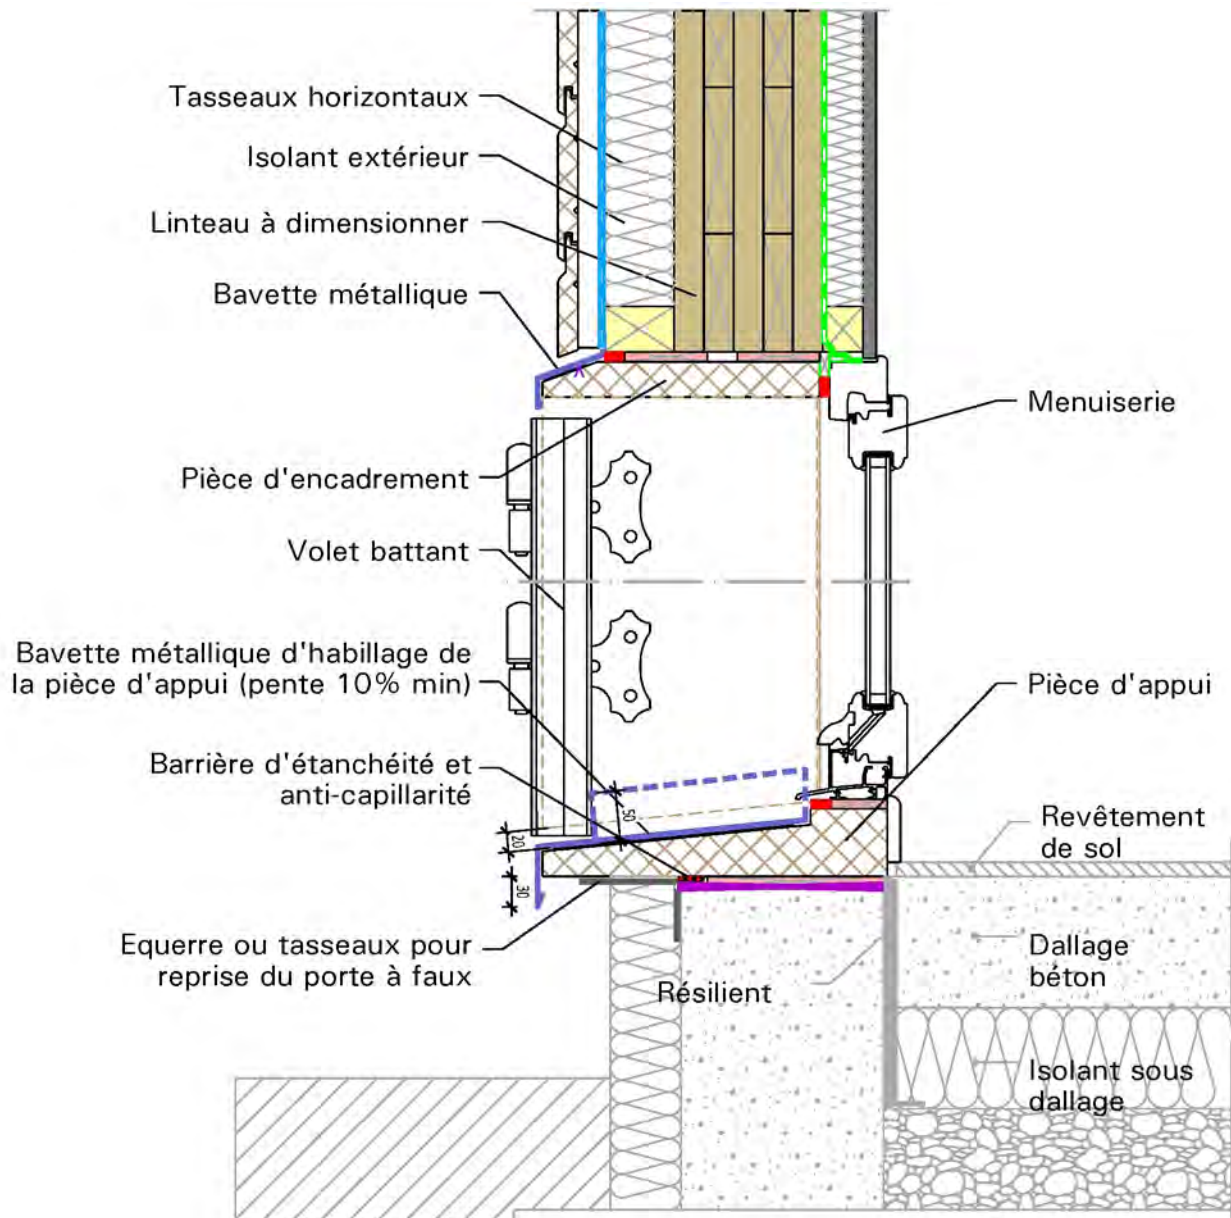 Tasseaux horizontaux
Isolant extérieur
Linteau à dimensionner
Bavette métallique
Menuiserie
Pièce d'encadrement
Volet battant
Bavette métallique d'habillage de
la pièce d'appui (pente 10% min)
Pièce d'appui
Barrière d'étanchéité et
anti-capillarité
50
20
30
Revêtement
de sol
Equerre ou tasseaux pour
reprise du porte à faux
Résilient
Dallage
béton
Isolant sous
dallage